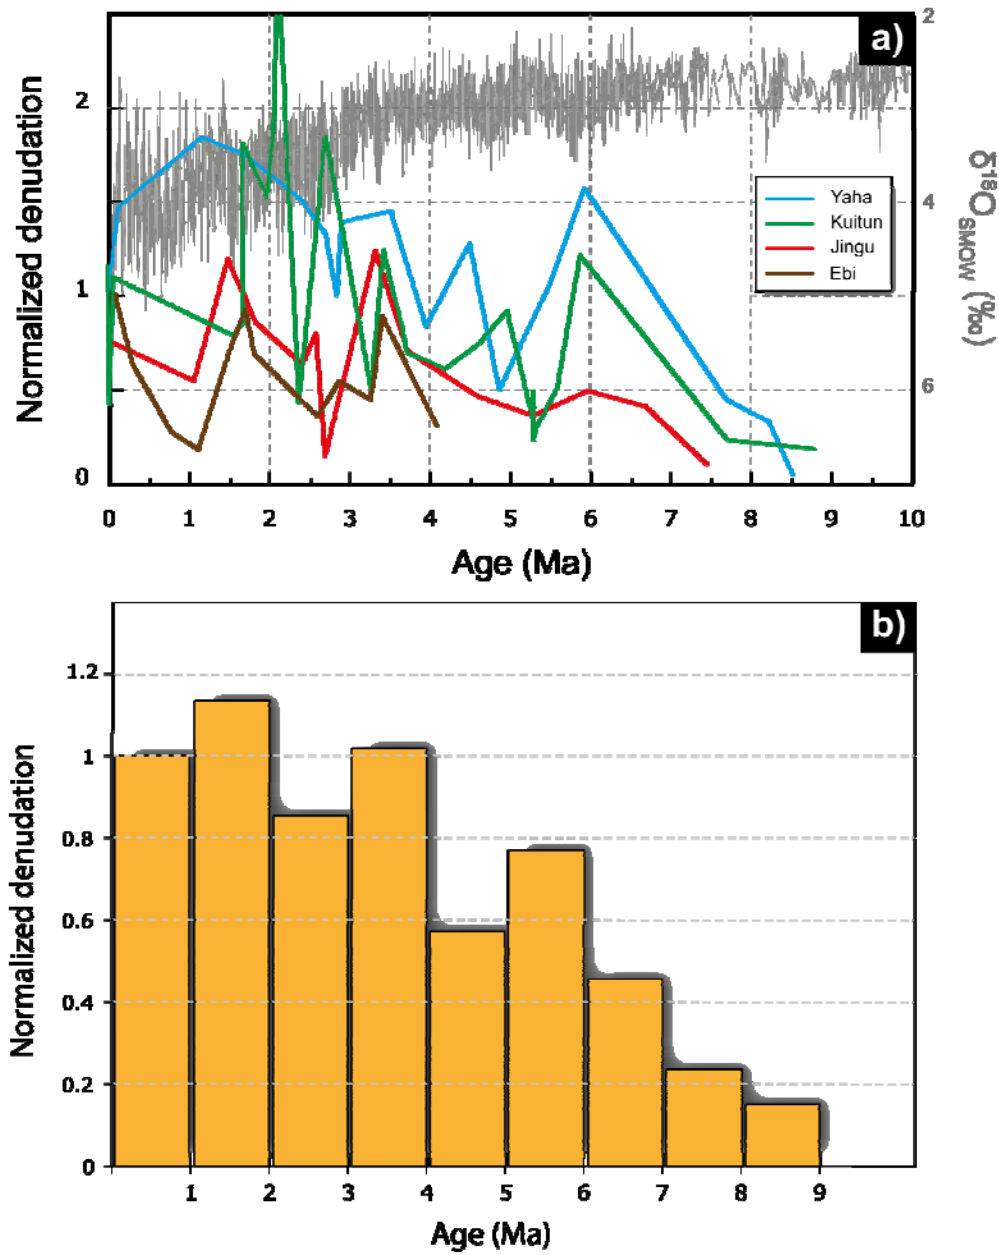 a)
2
4
6
δ18OSMOW (‰)
Normalized denudation
2
1
0
Yaha
Kuitun
Jingu
Ebi
0 1 2 3 4 5 6 7 8 9 10
Age (Ma)
b)
Normalized denudation
1.2
1
0.8
0.6
0.4
0.2
0
1 2 3 4 5 6 7 8 9
Age (Ma)